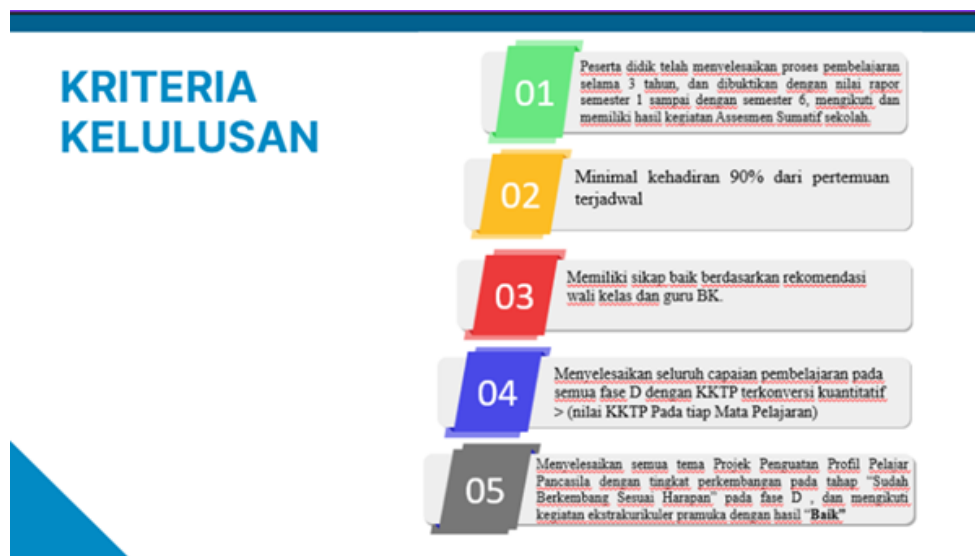 KRITERIA
KELULUSAN
01
Peserta didik telah menyelesaikan proses pembelajaran
selama 3 tahun, dan dibuktikan dengan nilai rapor
semester 1 sampai dengan semester 6, mengikuti dan
memiliki hasil kegiatan Assesmen Sumatif sekolah.
02
Minimal kehadiran 90% dari pertemuan
terjadwal
03
Memiliki sikap baik berdasarkan rekomendasi
wali kelas dan guru BK.
04
Menyelesaikan seluruh capaian pembelajaran pada
semua fase D dengan KKTP terkonversi kuantitatif
> (nilai KKTP Pada tiap Mata Pelajaran)
05
Menyelesaikan semua tema Projek Penguatan Profil Pelajar
Pancasila dengan tingkat perkembangan pada tahap "Sudah
Berkembang Sesuai Harapan" pada fase D , dan mengikuti
kegiatan ekstrakurikuler pramuka dengan hasil "Baik"